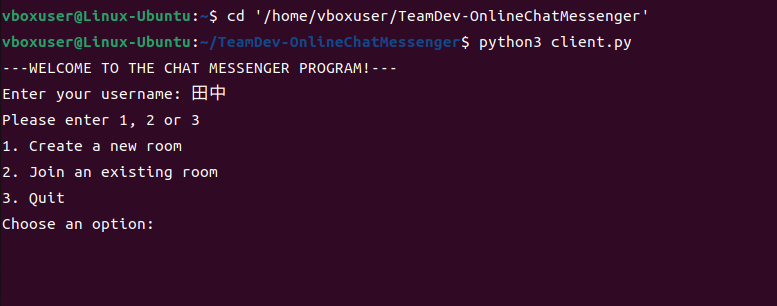 vboxuser@Linux-Ubuntu:~$ cd '/home/vboxuser/TeamDev-OnlineChatMessenger'
vboxuser@Linux-Ubuntu:~/TeamDev-OnlineChatMessenger$ python3 client.py
---WELCOME TO THE CHAT MESSENGER PROGRAM!---
Enter your username: 田中
Please enter 1, 2 or 3
1. Create a new room
2. Join an existing room
3. Quit
Choose an option: